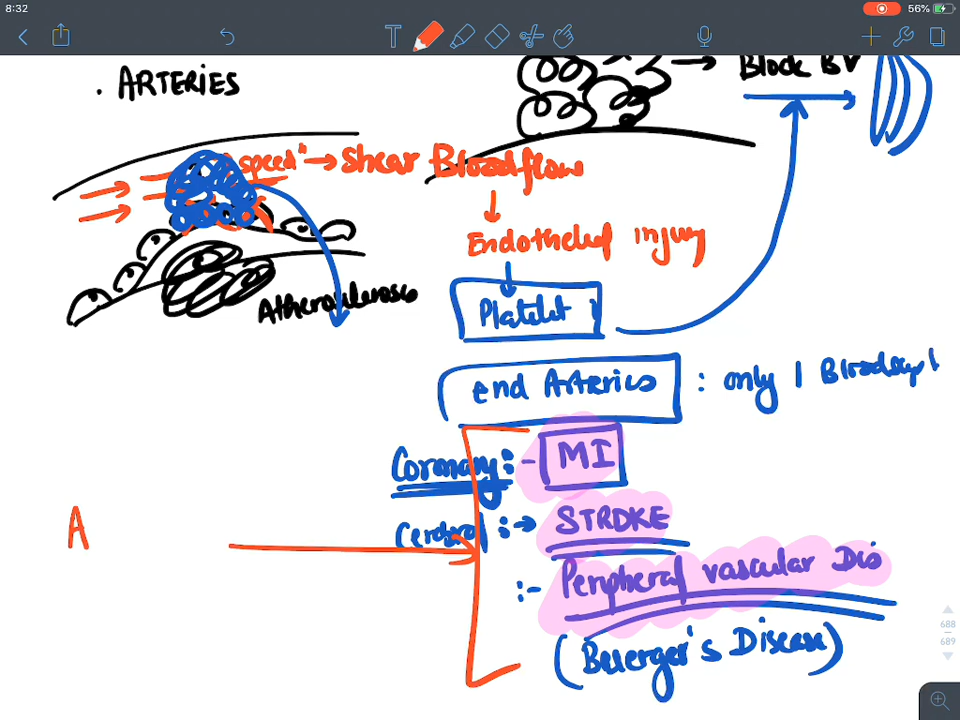 8:32
56%
T
Block BV
. ARTERIES
"speed" → shear Bloodflow
Endothelial injury
Atherosclerosis
Platelet
end Arteries : only 1 Bloodsupl
Coronary :- MI
Cerebral :→ STROKE
A
:- Peripheral vascular Dis
(Buerger's Disease)
688
689